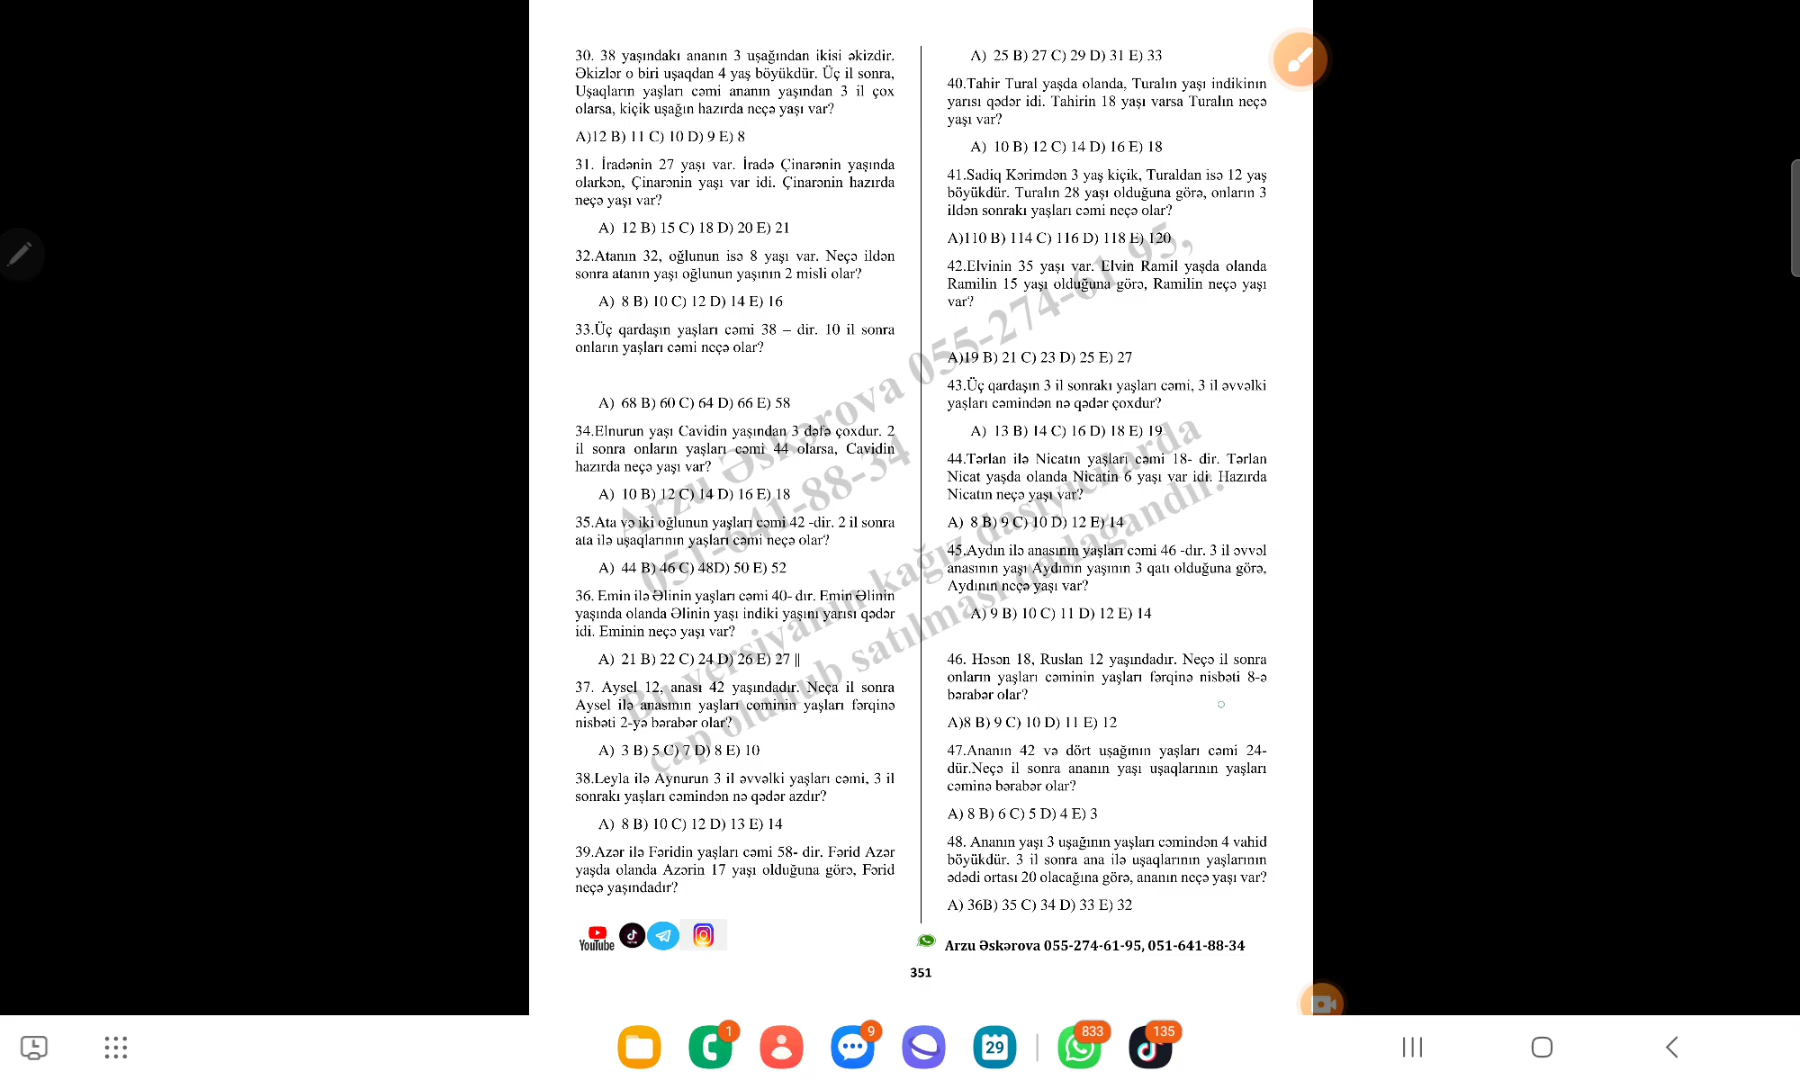 30. 38 yaşındakı ananın 3 uşağından ikisi əkizdir.
Əkizlər o biri uşaqdan 4 yaş böyükdür. Üç il sonra,
Uşaqların yaşları cəmi ananın yaşından 3 il çox
olarsa, kiçik uşağın hazırda neçə yaşı var?
A)12 B) 11 C) 10 D) 9 E) 8
31. İradənin 27 yaşı var. İradə Çinarənin yaşında
olarkən, Çinarənin yaşı var idi. Çinarənin hazırda
neçə yaşı var?
A) 12 B) 15 C) 18 D) 20 E) 21
32.Atanın 32, oğlunun isə 8 yaşı var. Neçə ildən
sonra atanın yaşı oğlunun yaşının 2 misli olar?
A) 8 B) 10 C) 12 D) 14 E) 16
33.Üç qardaşın yaşları cəmi 38 – dir. 10 il sonra
onların yaşları cəmi neçə olar?
A) 68 B) 60 C) 64 D) 66 E) 58
34.Elnurun yaşı Cavidin yaşından 3 dəfə çoxdur. 2
il sonra onların yaşları cəmi 44 olarsa, Cavidin
hazırda neçə yaşı var?
A) 10 B) 12 C) 14 D) 16 E) 18
35.Ata və iki oğlunun yaşları cəmi 42 -dir. 2 il sonra
ata ilə uşaqlarının yaşları cəmi neçə olar?
A) 44 B) 46 C) 48D) 50 E) 52
36. Emin ilə Əlinin yaşları cəmi 40- dır. Emin Əlinin
yaşında olanda Əlinin yaşı indiki yaşını yarısı qədər
idi. Eminin neçə yaşı var?
A) 21 B) 22 C) 24 D) 26 E) 27 ||
37. Aysel 12, anası 42 yaşındadır. Neçə il sonra
Aysel ilə anasının yaşları cəminin yaşları fərqinə
nisbəti 2-yə bərabər olar?
A) 3 B) 5 C) 7 D) 8 E) 10
38.Leyla ilə Aynurun 3 il əvvəlki yaşları cəmi, 3 il
sonrakı yaşları cəmindən nə qədər azdır?
A) 8 B) 10 C) 12 D) 13 E) 14
39.Azər ilə Fəridin yaşları cəmi 58- dir. Fərid Azər
yaşda olanda Azərin 17 yaşı olduğuna görə, Fərid
neçə yaşındadır?
A) 25 B) 27 C) 29 D) 31 E) 33
40.Tahir Tural yaşda olanda, Turalın yaşı indikinin
yarısı qədər idi. Tahirin 18 yaşı varsa Turalın neçə
yaşı var?
A) 10 B) 12 C) 14 D) 16 E) 18
41.Sadiq Kərimdən 3 yaş kiçik, Turaldan isə 12 yaş
böyükdür. Turalın 28 yaşı olduğuna görə, onların 3
ildən sonrakı yaşları cəmi neçə olar?
A)110 B) 114 C) 116 D) 118 E) 120
42.Elvinin 35 yaşı var. Elvin Ramil yaşda olanda
Ramilin 15 yaşı olduğuna görə, Ramilin neçə yaşı
var?
A)19 B) 21 C) 23 D) 25 E) 27
43.Üç qardaşın 3 il sonrakı yaşları cəmi, 3 il əvvəlki
yaşları cəmindən nə qədər çoxdur?
A) 13 B) 14 C) 16 D) 18 E) 19
44.Tərlan ilə Nicatın yaşları cəmi 18- dir. Tərlan
Nicat yaşda olanda Nicatin 6 yaşı var idi. Hazırda
Nicatın neçə yaşı var?
A) 8 B) 9 C) 10 D) 12 E) 14
45.Aydın ilə anasının yaşları cəmi 46 -dır. 3 il əvvəl
anasının yaşı Aydının yaşının 3 qatı olduğuna görə,
Aydının neçə yaşı var?
A) 9 B) 10 C) 11 D) 12 E) 14
46. Həsən 18, Ruslan 12 yaşındadır. Neçə il sonra
onların yaşları cəminin yaşları fərqinə nisbəti 8-ə
bərabər olar?
A)8 B) 9 C) 10 D) 11 E) 12
47.Ananın 42 və dört uşağının yaşları cəmi 24-
dür.Neçə il sonra ananın yaşı uşaqlarının yaşları
cəminə bərabər olar?
A) 8 B) 6 C) 5 D) 4 E) 3
48. Ananın yaşı 3 uşağının yaşları cəmindən 4 vahid
böyükdür. 3 il sonra ana ilə uşaqlarının yaşlarının
ədədi ortası 20 olacağına görə, ananın neçə yaşı var?
A) 36B) 35 C) 34 D) 33 E) 32
Arzu Əskərova 055-274-61-95,
051-641-88-34
Bu versiyanın kağız daşıyıcılarda
çap olunub satılması qadağandır.
YouTube
Arzu Əskərova 055-274-61-95, 051-641-88-34
351
1
9
29
833
135